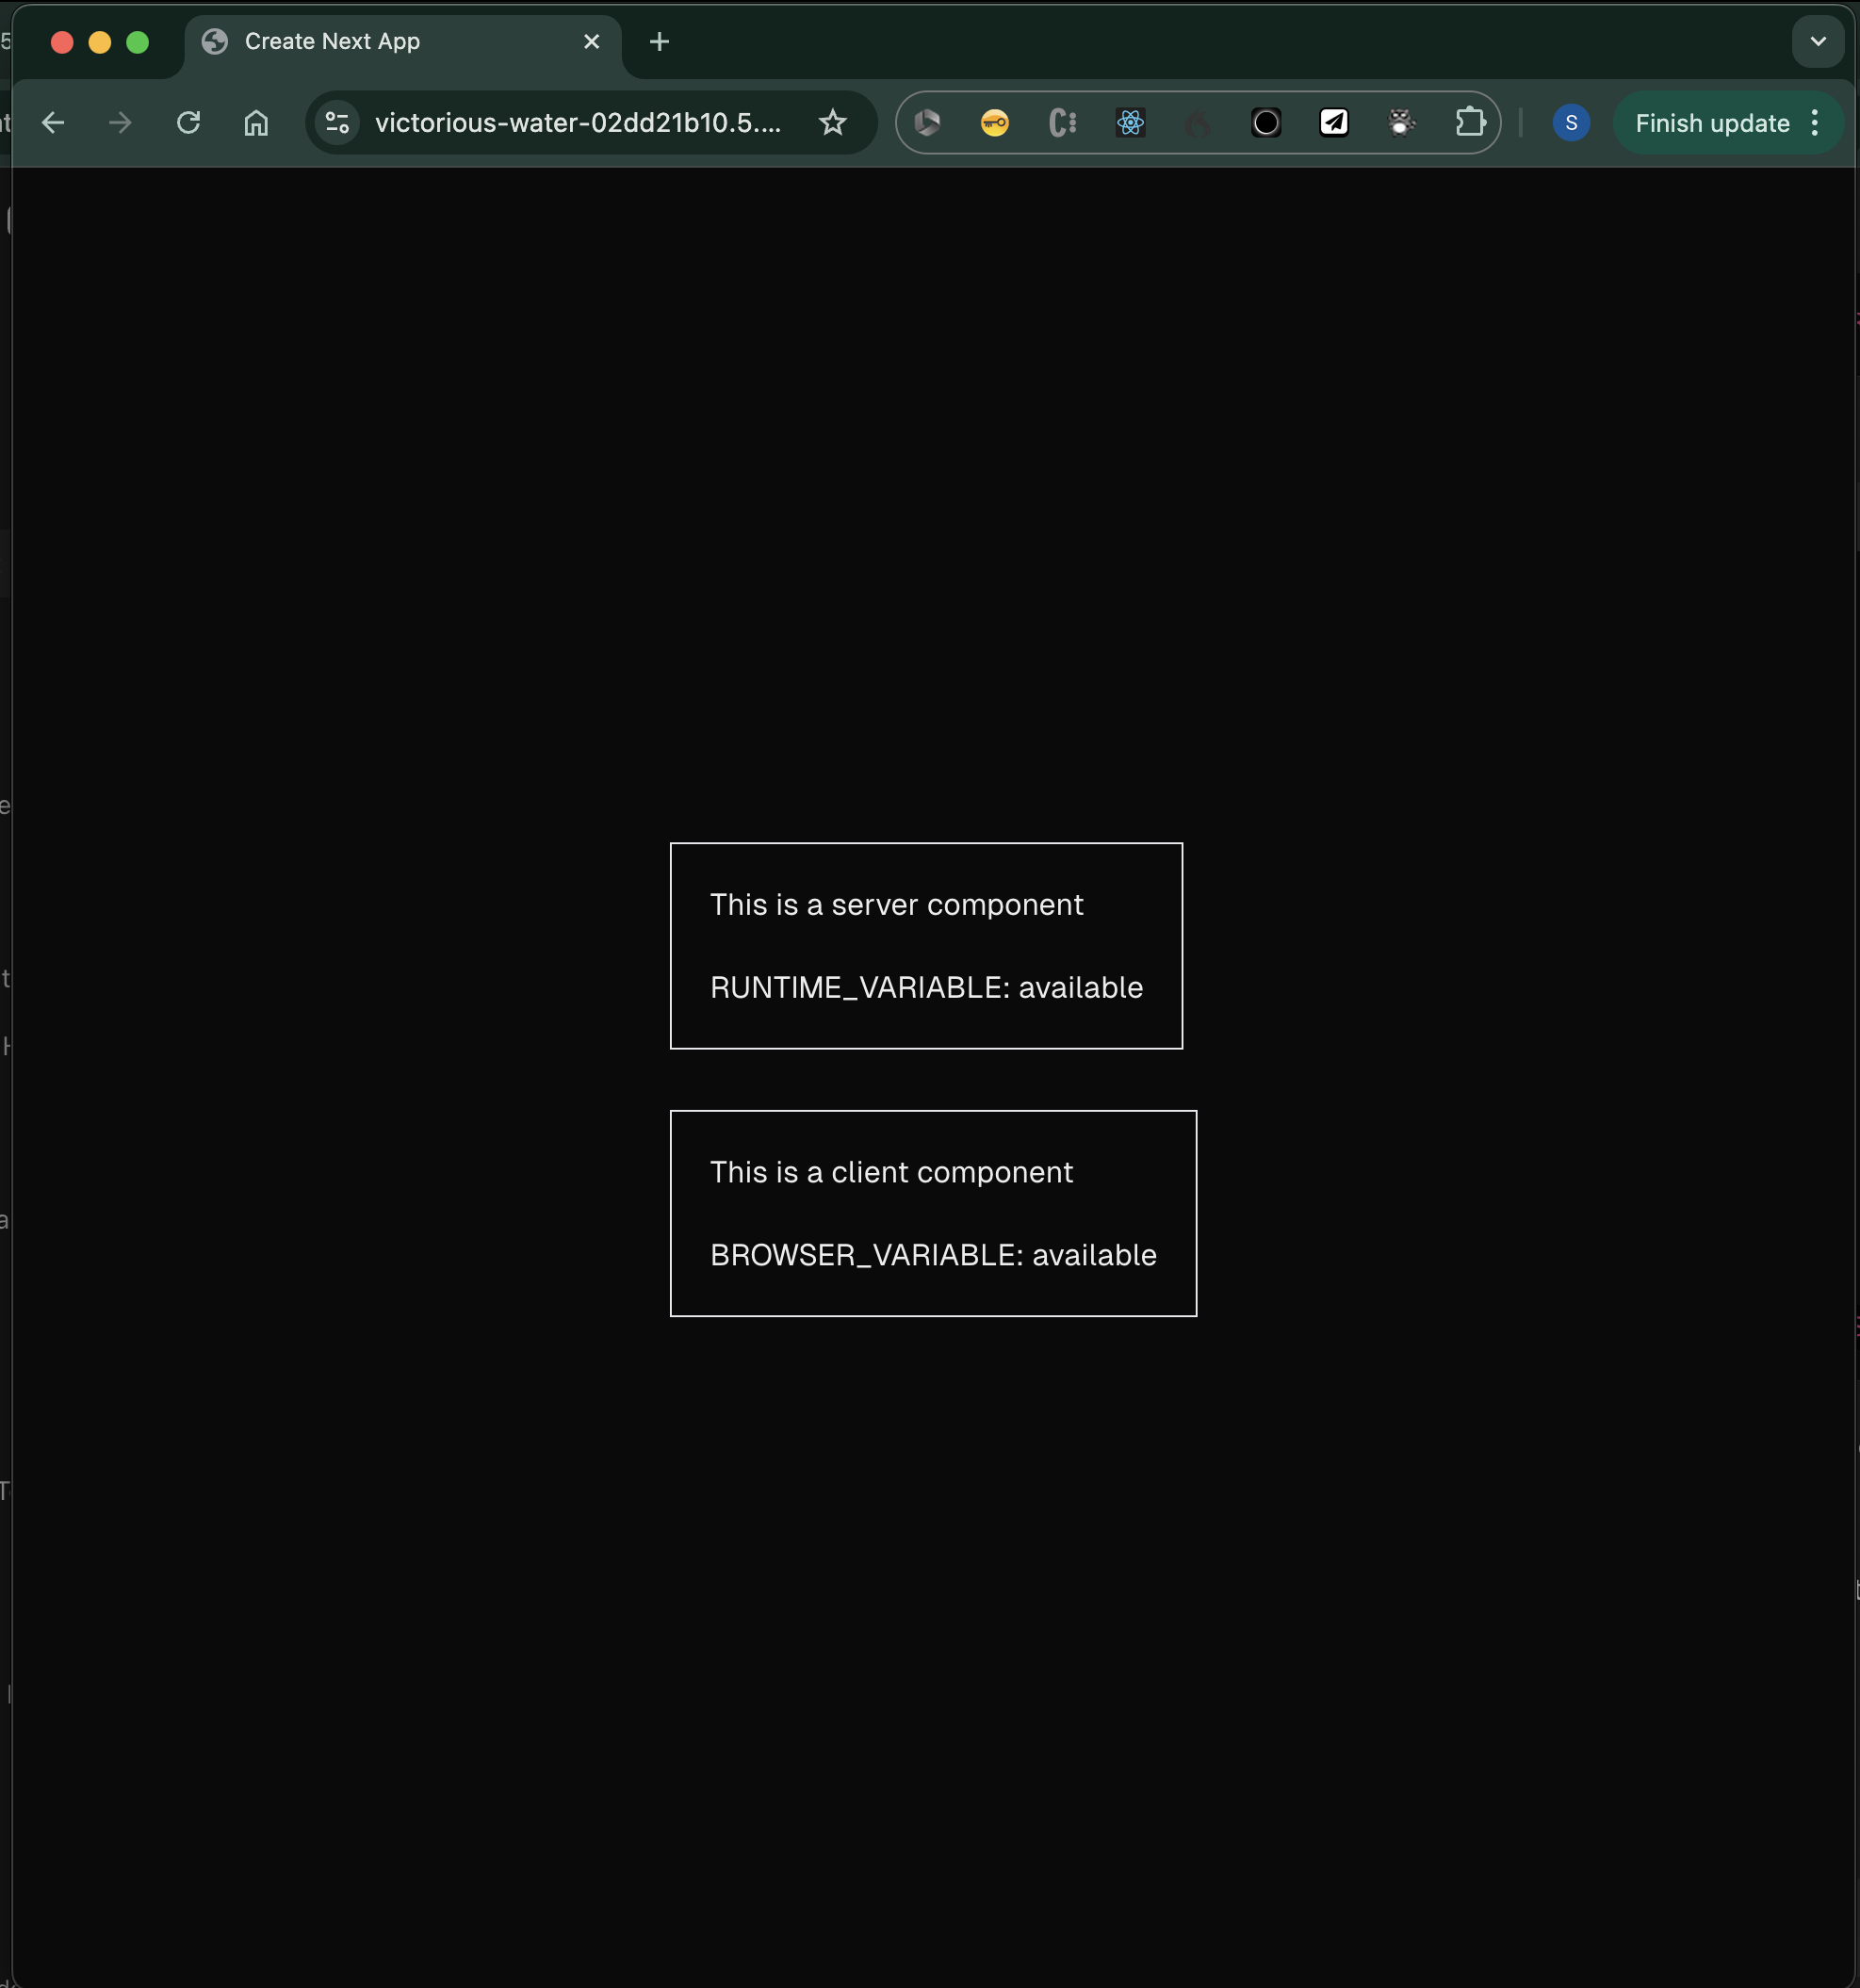 Create Next App
victorious-water-02dd21b10.5....
S
Finish update
This is a server component
RUNTIME_VARIABLE: available
This is a client component
BROWSER_VARIABLE: available